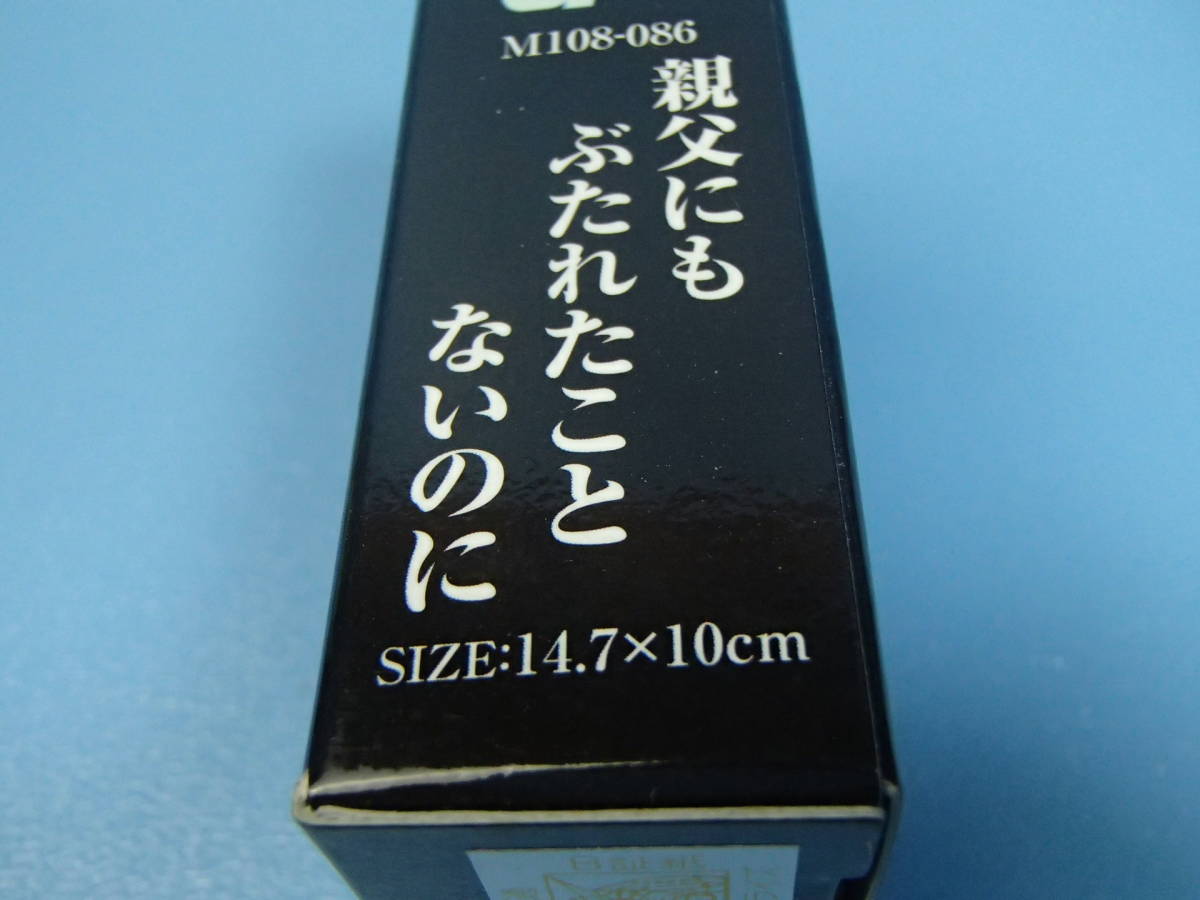 M108-086
親父にも
ぶたれたこと
ないのに
SIZE:14.7×10cm